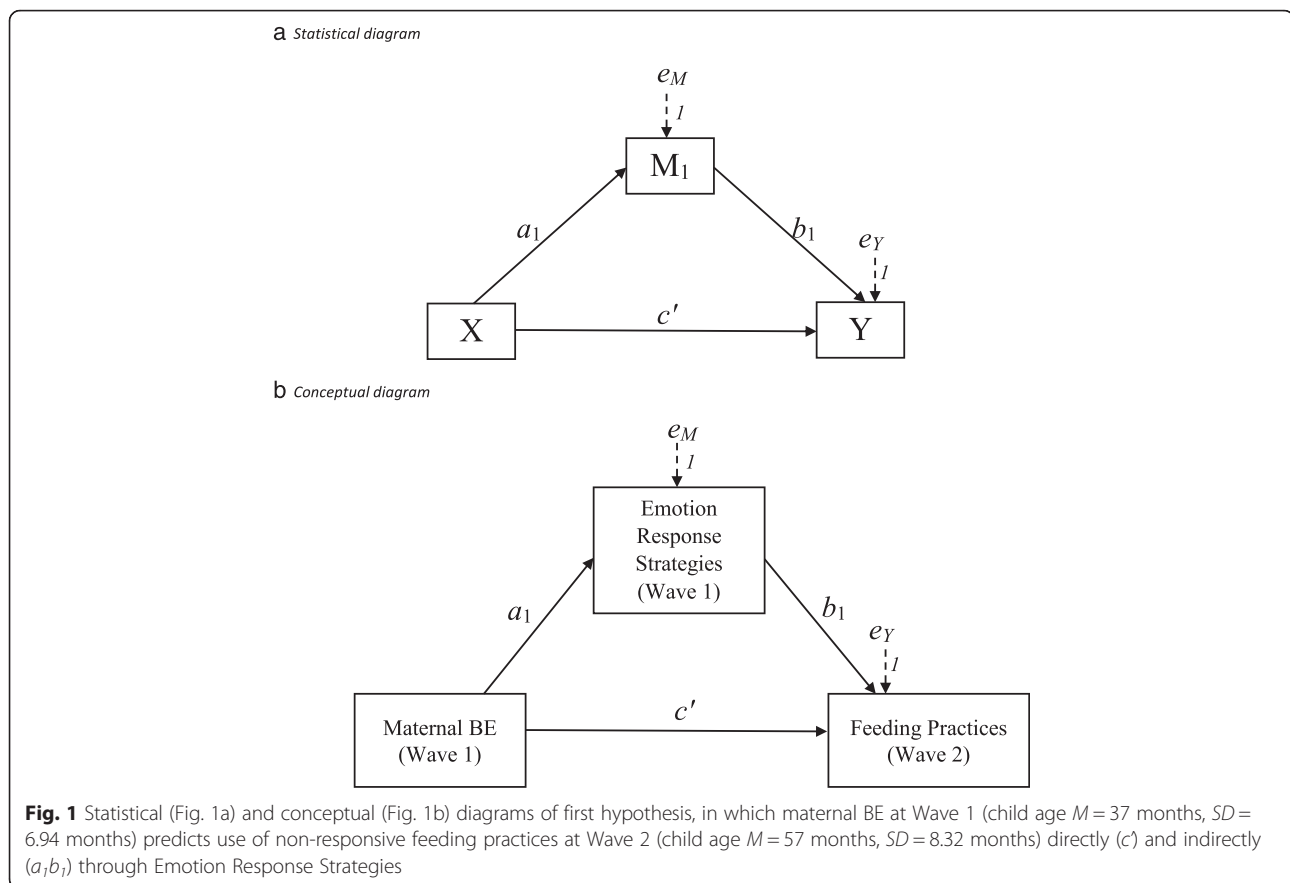 a Statistical diagram
e_M
1
M₁
a₁
b₁
e_Y
1
X
c′
Y
b Conceptual diagram
e_M
1
Emotion
Response
Strategies
(Wave 1)
a₁
b₁
e_Y
1
Maternal BE
(Wave 1)
c′
Feeding Practices
(Wave 2)
Fig. 1 Statistical (Fig. 1a) and conceptual (Fig. 1b) diagrams of first hypothesis, in which maternal BE at Wave 1 (child age M = 37 months, SD =
6.94 months) predicts use of non-responsive feeding practices at Wave 2 (child age M = 57 months, SD = 8.32 months) directly (c′) and indirectly
(a₁b₁) through Emotion Response Strategies